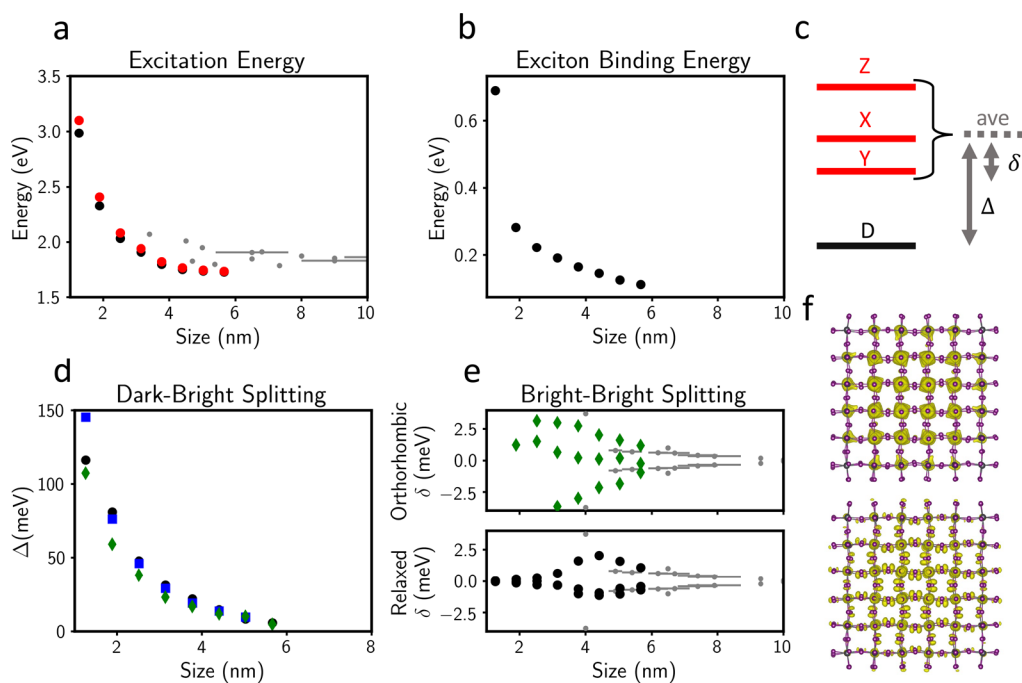 a
Excitation Energy
3.5
3.0
2.5
2.0
1.5
Energy (eV)
2
4
6
8
10
Size (nm)
b
Exciton Binding Energy
0.6
0.4
0.2
Energy (eV)
2
4
6
8
10
Size (nm)
c
Z
X
Y
D
ave
δ
Δ
d
Dark-Bright Splitting
150
100
50
0
Δ(meV)
2
4
6
8
Size (nm)
e
Bright-Bright Splitting
Orthorhombic
δ (meV)
2.5
0.0
−2.5
Relaxed
δ (meV)
2.5
0.0
−2.5
2
4
6
8
10
Size (nm)
f